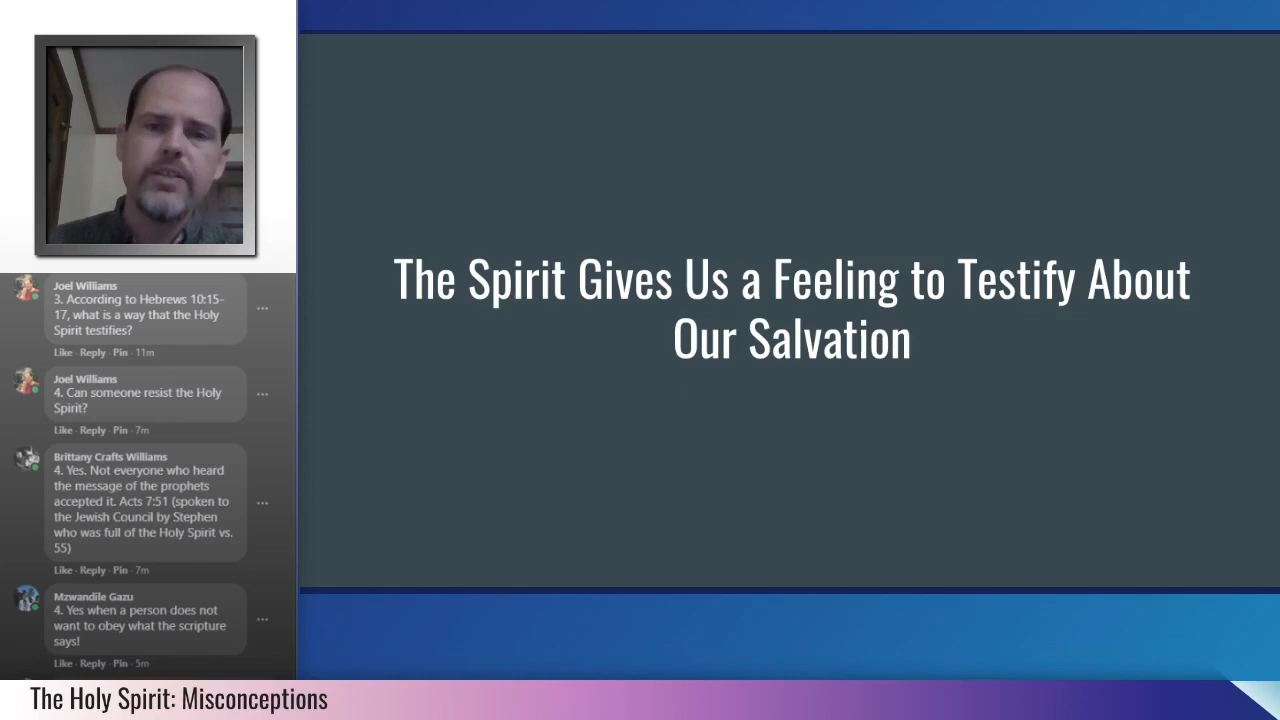 Joel Williams
3. According to Hebrews 10:15-
17, what is a way that the Holy
Spirit testifies?
Like · Reply · Pin · 11m
Joel Williams
4. Can someone resist the Holy
Spirit?
Like · Reply · Pin · 7m
Brittany Crafts Williams
4. Yes. Not everyone who heard
the message of the prophets
accepted it. Acts 7:51 (spoken to
the Jewish Council by Stephen
who was full of the Holy Spirit vs.
55)
Like · Reply · Pin · 7m
Mzwandile Gazu
4. Yes when a person does not
want to obey what the scripture
says!
Like · Reply · Pin · 5m
The Spirit Gives Us a Feeling to Testify About
Our Salvation
The Holy Spirit: Misconceptions